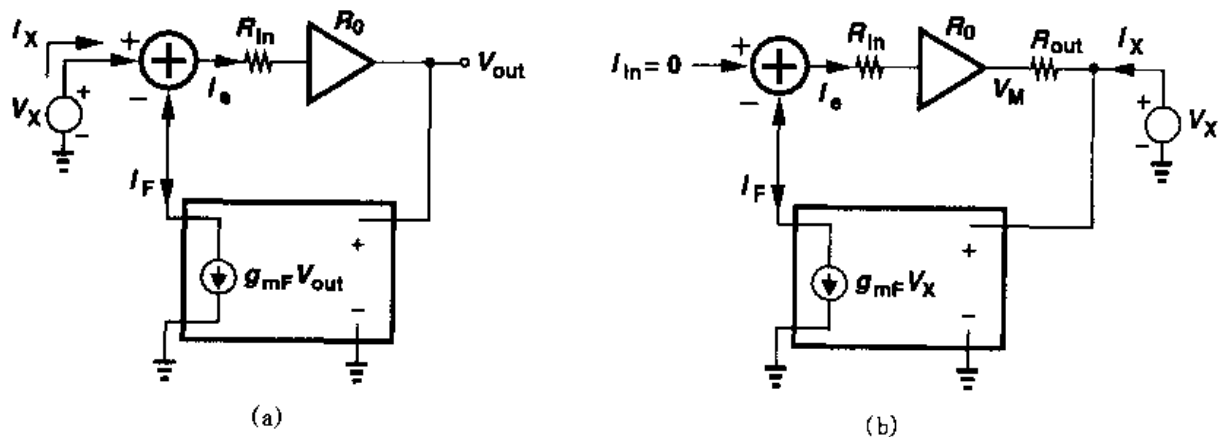 I_X
V_X
+
−
+
−
I_e
R_in
R_0
V_out
I_F
g_mF V_out
+
−
(a)
I_in = 0
+
−
I_e
R_in
R_0
V_M
R_out
I_X
+
−
V_X
I_F
g_mF V_X
+
−
(b)